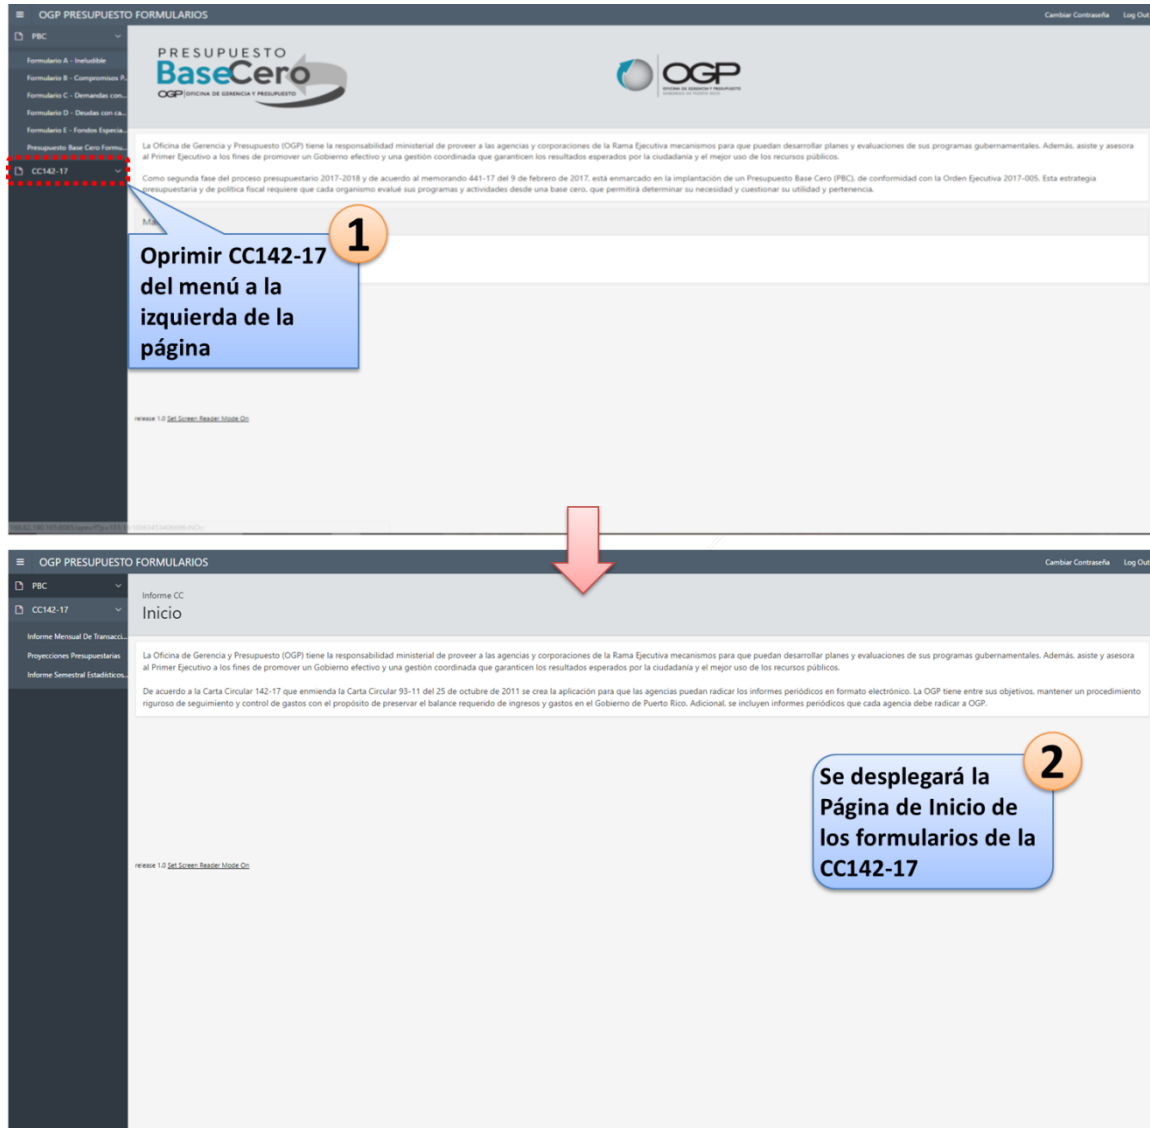 OGP PRESUPUESTO FORMULARIOS
Cambiar Contraseña Log Out
PBC
Formulario A - Ineludible
Formulario B - Compromisos P...
Formulario C - Demandas con...
Formulario D - Deudas con ca...
Formulario E - Fondos Especia...
Presupuesto Base Cero Formu...
CC142-17
PRESUPUESTO
BaseCero
OGP OFICINA DE GERENCIA Y PRESUPUESTO
OGP
OFICINA DE GERENCIA Y PRESUPUESTO
GOBIERNO DE PUERTO RICO
La Oficina de Gerencia y Presupuesto (OGP) tiene la responsabilidad ministerial de proveer a las agencias y corporaciones de la Rama Ejecutiva mecanismos para que puedan desarrollar planes y evaluaciones de sus programas gubernamentales. Además, asiste y asesora
al Primer Ejecutivo a los fines de promover un Gobierno efectivo y una gestión coordinada que garanticen los resultados esperados por la ciudadanía y el mejor uso de los recursos públicos.
Como segunda fase del proceso presupuestario 2017-2018 y de acuerdo al memorando 441-17 del 9 de febrero de 2017, está enmarcado en la implantación de un Presupuesto Base Cero (PBC), de conformidad con la Orden Ejecutiva 2017-005. Esta estrategia
presupuestaria y de política fiscal requiere que cada organismo evalué sus programas y actividades desde una base cero, que permitirá determinar su necesidad y cuestionar su utilidad y pertenencia.
1
Oprimir CC142-17
del menú a la
izquierda de la
página
release 1.0 Set Screen Reader Mode On
OGP PRESUPUESTO FORMULARIOS
Cambiar Contraseña Log Out
PBC
CC142-17
Informe Mensual De Transacci...
Proyecciones Presupuestarias
Informe Semestral Estadísticos...
Informe CC
Inicio
La Oficina de Gerencia y Presupuesto (OGP) tiene la responsabilidad ministerial de proveer a las agencias y corporaciones de la Rama Ejecutiva mecanismos para que puedan desarrollar planes y evaluaciones de sus programas gubernamentales. Además, asiste y asesora
al Primer Ejecutivo a los fines de promover un Gobierno efectivo y una gestión coordinada que garanticen los resultados esperados por la ciudadanía y el mejor uso de los recursos públicos.
De acuerdo a la Carta Circular 142-17 que enmienda la Carta Circular 93-11 del 25 de octubre de 2011 se crea la aplicación para que las agencias puedan radicar los informes periódicos en formato electrónico. La OGP tiene entre sus objetivos, mantener un procedimiento
riguroso de seguimiento y control de gastos con el propósito de preservar el balance requerido de ingresos y gastos en el Gobierno de Puerto Rico. Adicional, se incluyen informes periódicos que cada agencia debe radicar a OGP.
2
Se desplegará la
Página de Inicio de
los formularios de la
CC142-17
release 1.0 Set Screen Reader Mode On